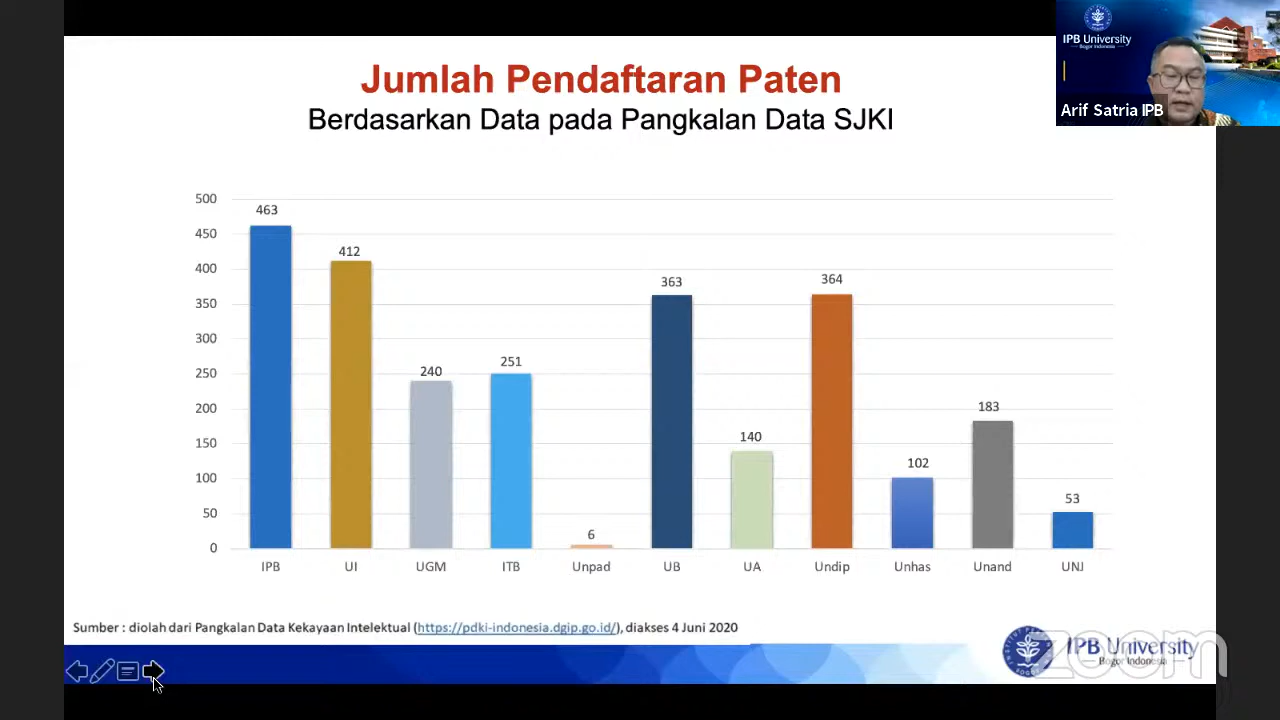 Jumlah Pendaftaran Paten
Berdasarkan Data pada Pangkalan Data SJKI
IPB University
Bogor Indonesia
Arif Satria IPB
500
450
400
350
300
250
200
150
100
50
0
463
412
240
251
6
363
140
364
102
183
53
IPB
UI
UGM
ITB
Unpad
UB
UA
Undip
Unhas
Unand
UNJ
Sumber : diolah dari Pangkalan Data Kekayaan Intelektual (https://pdki-indonesia.dgip.go.id/), diakses 4 Juni 2020
IPB University
Bogor Indonesia
zoom